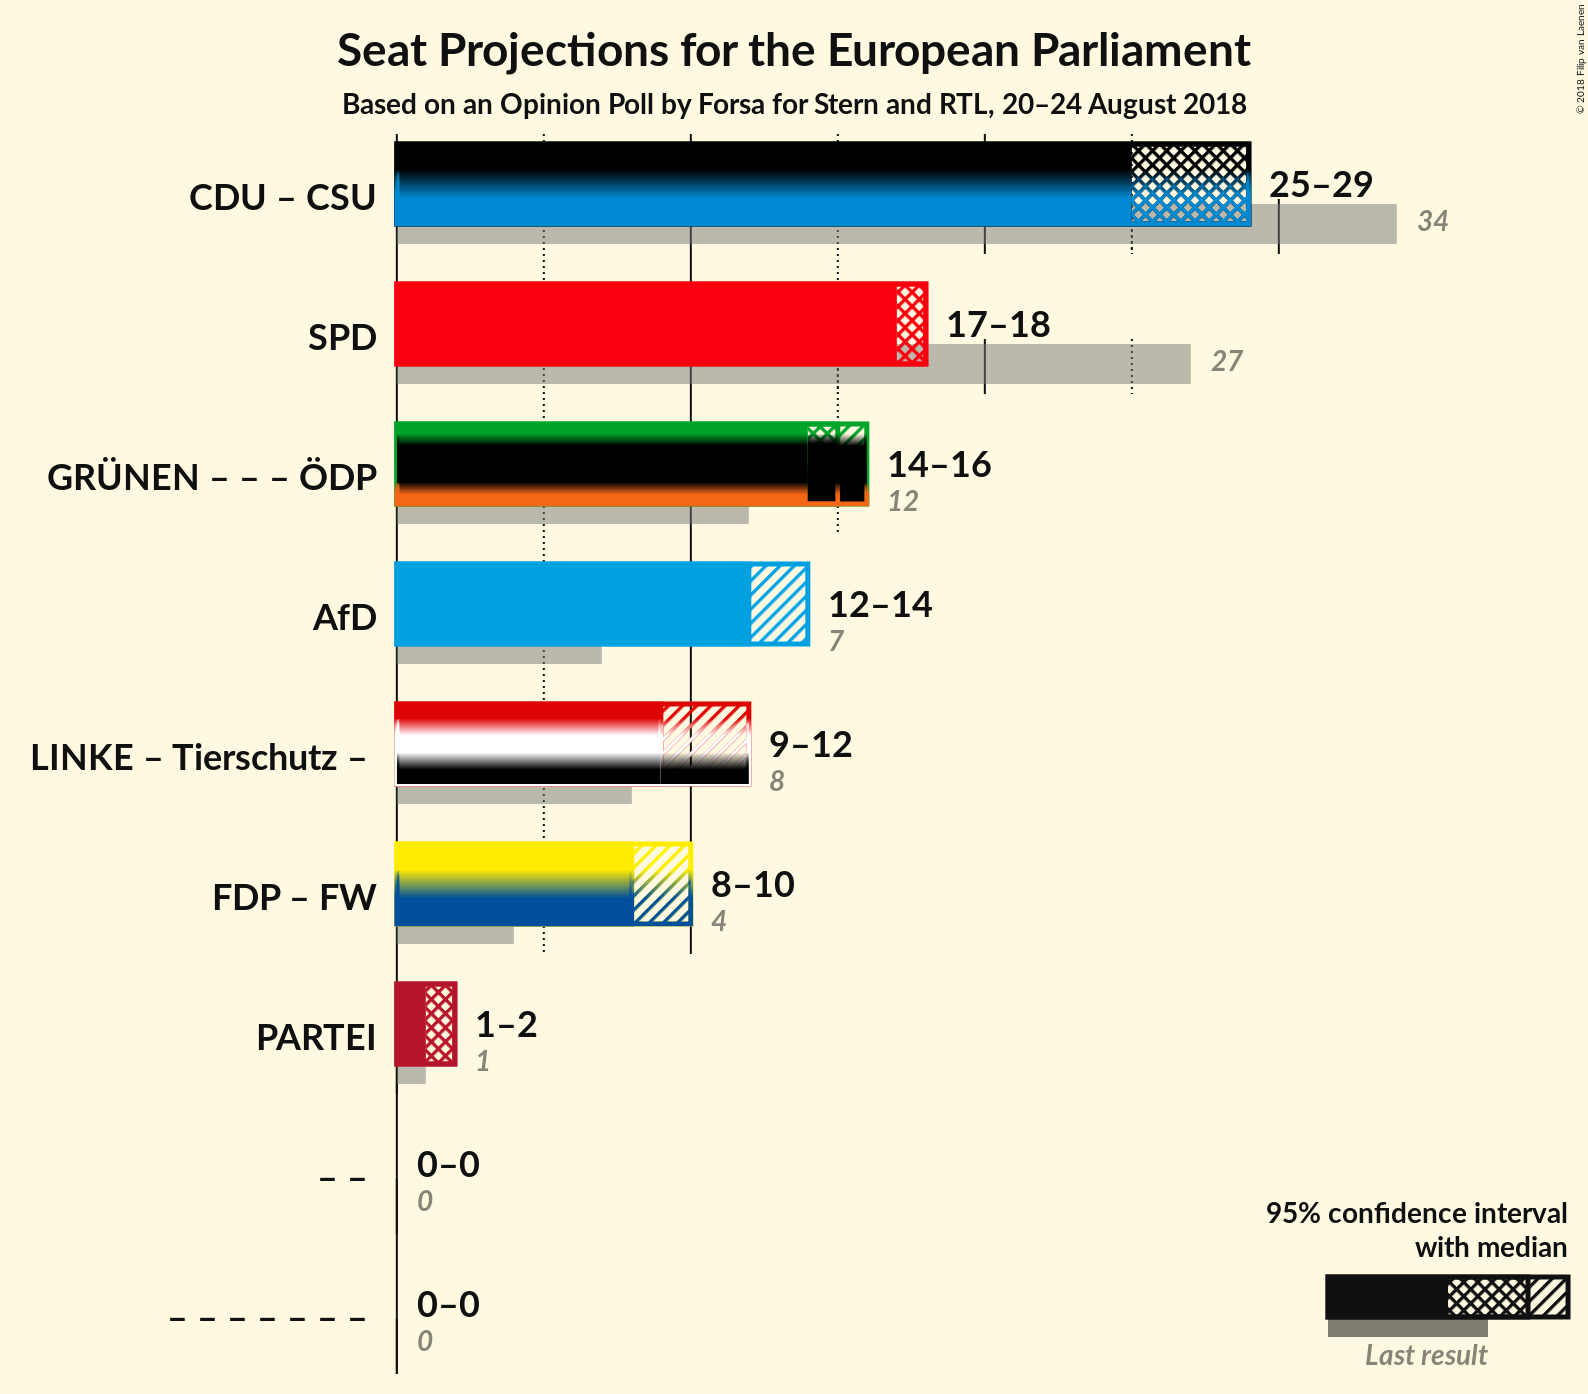 Seat Projections for the European Parliament
Based on an Opinion Poll by Forsa for Stern and RTL, 20–24 August 2018
© 2018 Filip van Laenen
CDU – CSU
25–29
34
SPD
17–18
27
GRÜNEN – – – ÖDP
14–16
12
AfD
12–14
7
LINKE – Tierschutz –
9–12
8
FDP – FW
8–10
4
PARTEI
1–2
1
– –
0–0
0
– – – – – – –
0–0
0
95% confidence interval
with median
Last result